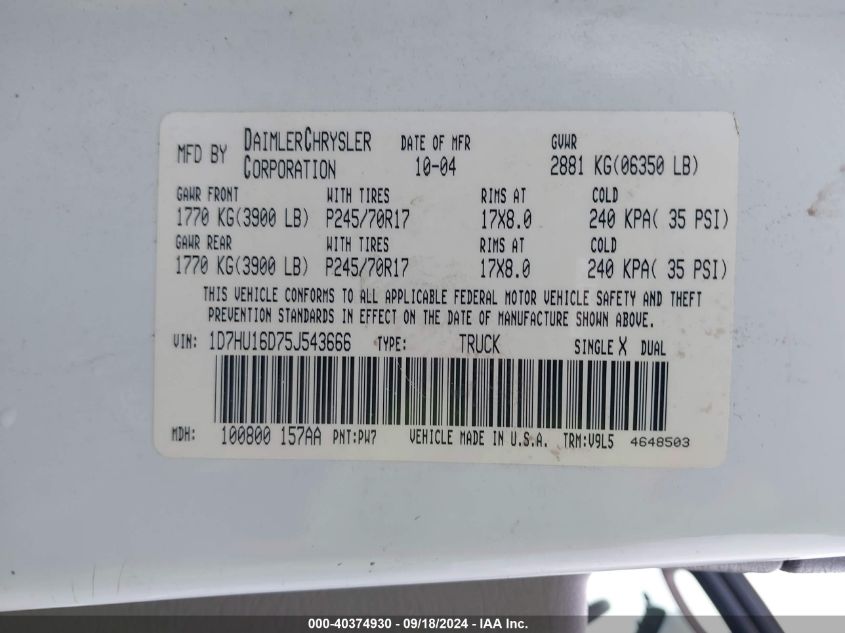 MFD BY DAIMLERCHRYSLER CORPORATION DATE OF MFR 10-04 GVWR 2881 KG(06350 LB)
GAWR FRONT WITH TIRES RIMS AT COLD
1770 KG(3900 LB) P245/70R17 17X8.0 240 KPA( 35 PSI)
GAWR REAR WITH TIRES RIMS AT COLD
1770 KG(3900 LB) P245/70R17 17X8.0 240 KPA( 35 PSI)
THIS VEHICLE CONFORMS TO ALL APPLICABLE FEDERAL MOTOR VEHICLE SAFETY AND THEFT
PREVENTION STANDARDS IN EFFECT ON THE DATE OF MANUFACTURE SHOWN ABOVE.
VIN: 1D7HU16D75J543666 TYPE: TRUCK SINGLE X DUAL
MDH: 100800 157AA PNT:PW7 VEHICLE MADE IN U.S.A. TRM:V9L5 4648503
000-40374930 - 09/18/2024 - IAA Inc.